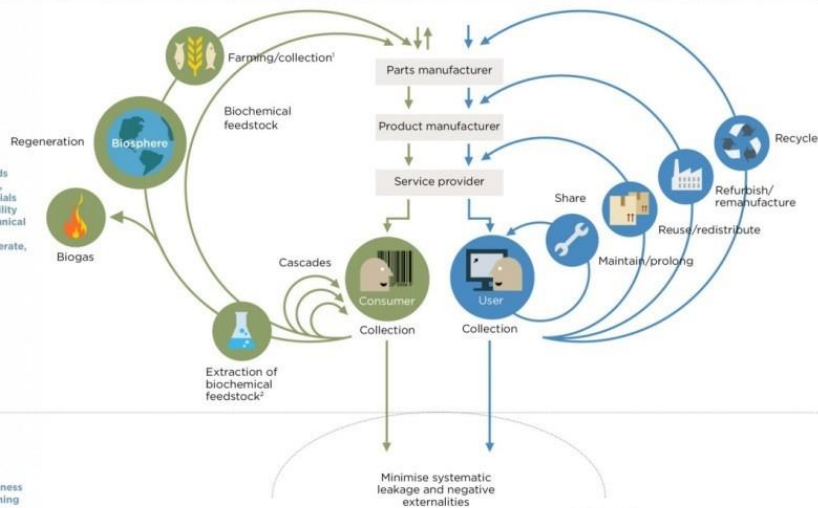 Farming/collection¹
Parts manufacturer
Biochemical
feedstock
Regeneration
Biosphere
Product manufacturer
Recycle
Service provider
Share
Refurbish/
remanufacture
Reuse/redistribute
Biogas
Cascades
Maintain/prolong
Consumer
User
Collection
Collection
Extraction of
biochemical
feedstock²
Minimise systematic
leakage and negative
externalities